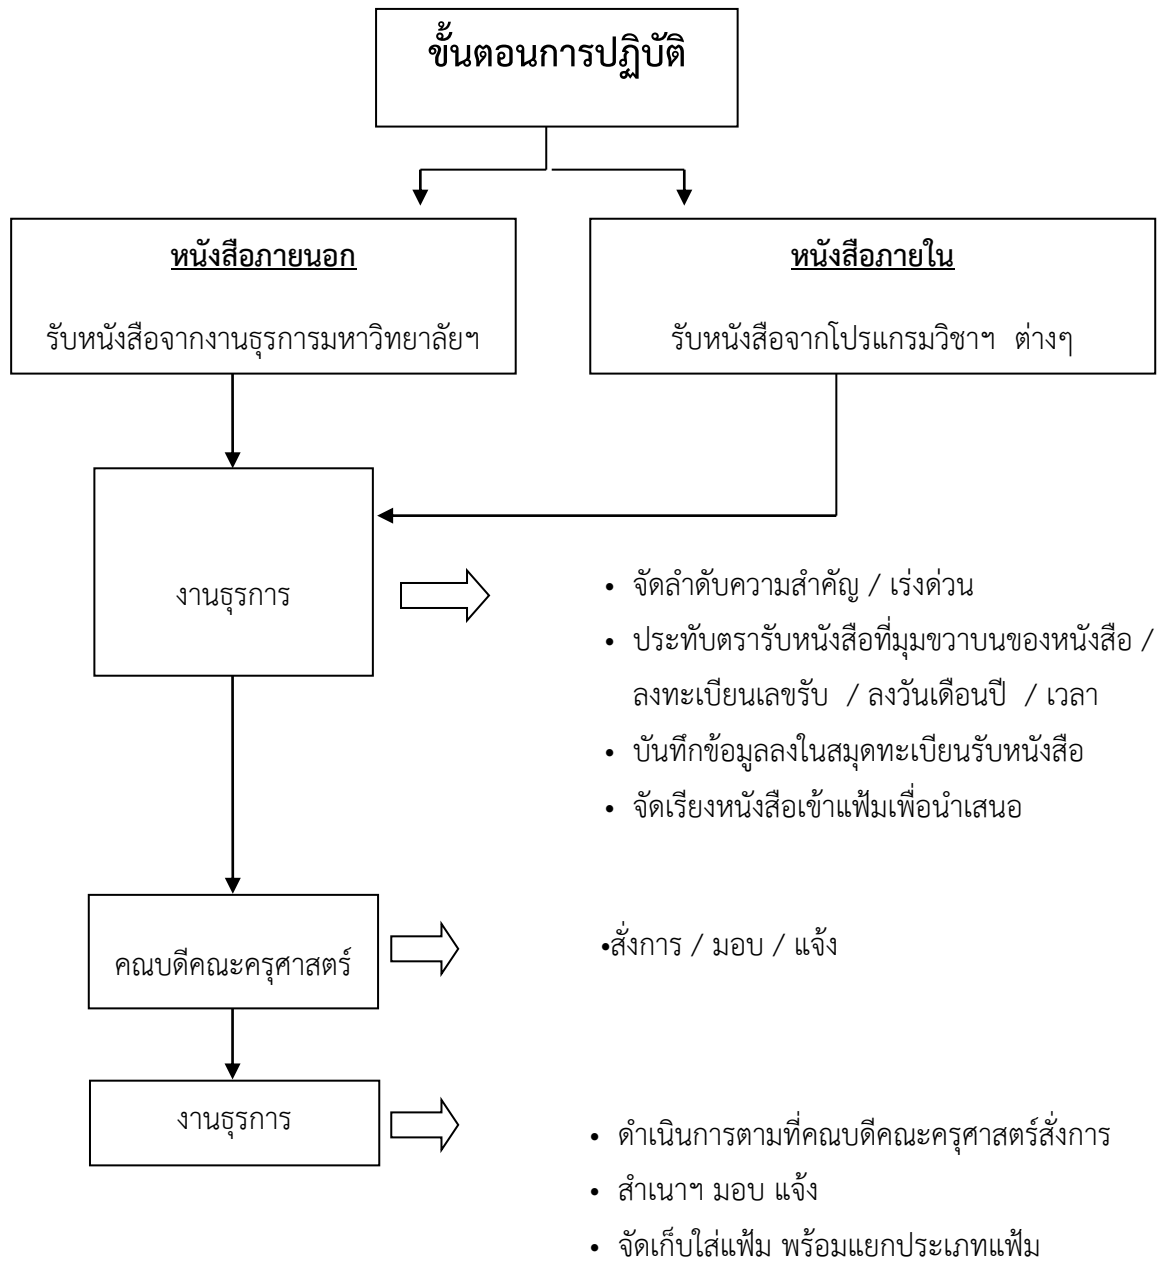 ขั้นตอนการปฏิบัติ
หนังสือภายนอก
รับหนังสือจากงานธุรการมหาวิทยาลัยฯ
หนังสือภายใน
รับหนังสือจากโปรแกรมวิชาฯ ต่างๆ
งานธุรการ
• จัดลำดับความสำคัญ / เร่งด่วน
• ประทับตรารับหนังสือที่มุมขวาบนของหนังสือ /
ลงทะเบียนเลขรับ / ลงวันเดือนปี / เวลา
• บันทึกข้อมูลลงในสมุดทะเบียนรับหนังสือ
• จัดเรียงหนังสือเข้าแฟ้มเพื่อนำเสนอ
คณบดีคณะครุศาสตร์
•สั่งการ / มอบ / แจ้ง
งานธุรการ
• ดำเนินการตามที่คณบดีคณะครุศาสตร์สั่งการ
• สำเนาฯ มอบ แจ้ง
• จัดเก็บใส่แฟ้ม พร้อมแยกประเภทแฟ้ม